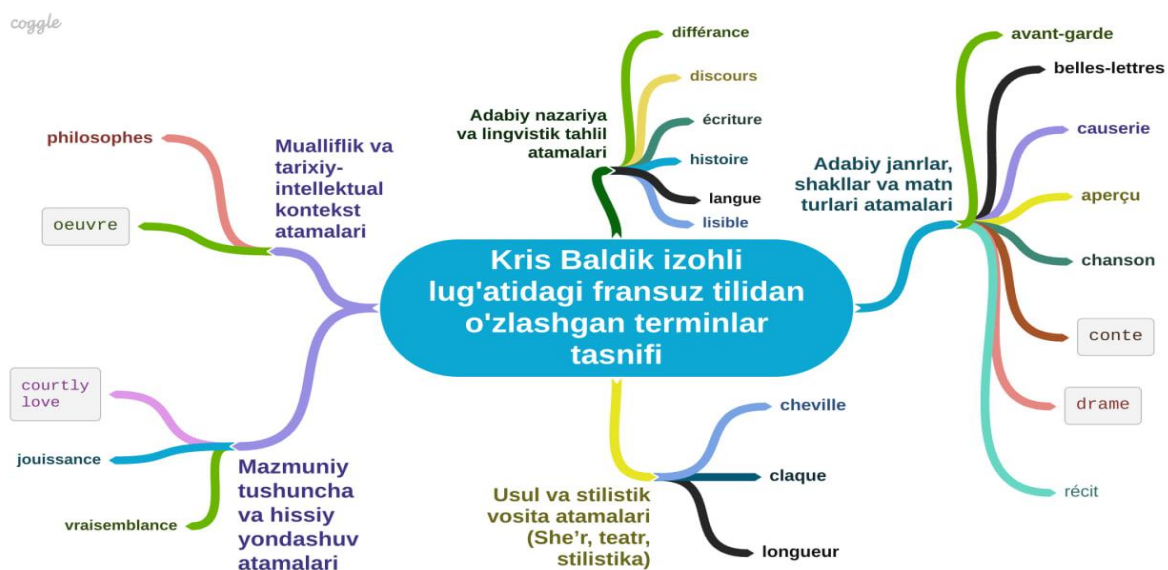 coggle
philosophes
oeuvre
Mualliflik va
tarixiy-
intellektual
kontekst
atamalari
courtly
love
jouissance
vraisemblance
Mazmuniy
tushuncha
va hissiy
yondashuv
atamalari
Kris Baldik izohli
lug'atidagi fransuz tilidan
o'zlashgan terminlar
tasnifi
Adabiy nazariya
va lingvistik tahlil
atamalari
différance
discours
écriture
histoire
langue
lisible
Usul va stilistik
vosita atamalari
(She’r, teatr,
stilistika)
cheville
claque
longueur
Adabiy janrlar,
shakllar va matn
turlari atamalari
avant-garde
belles-lettres
causerie
aperçu
chanson
conte
drame
récit